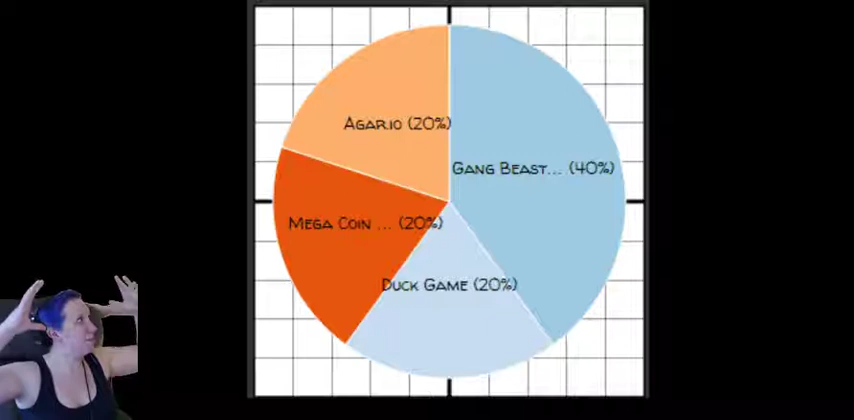 Agar.io (20%)
Gang Beast... (40%)
Mega Coin ... (20%)
Duck Game (20%)